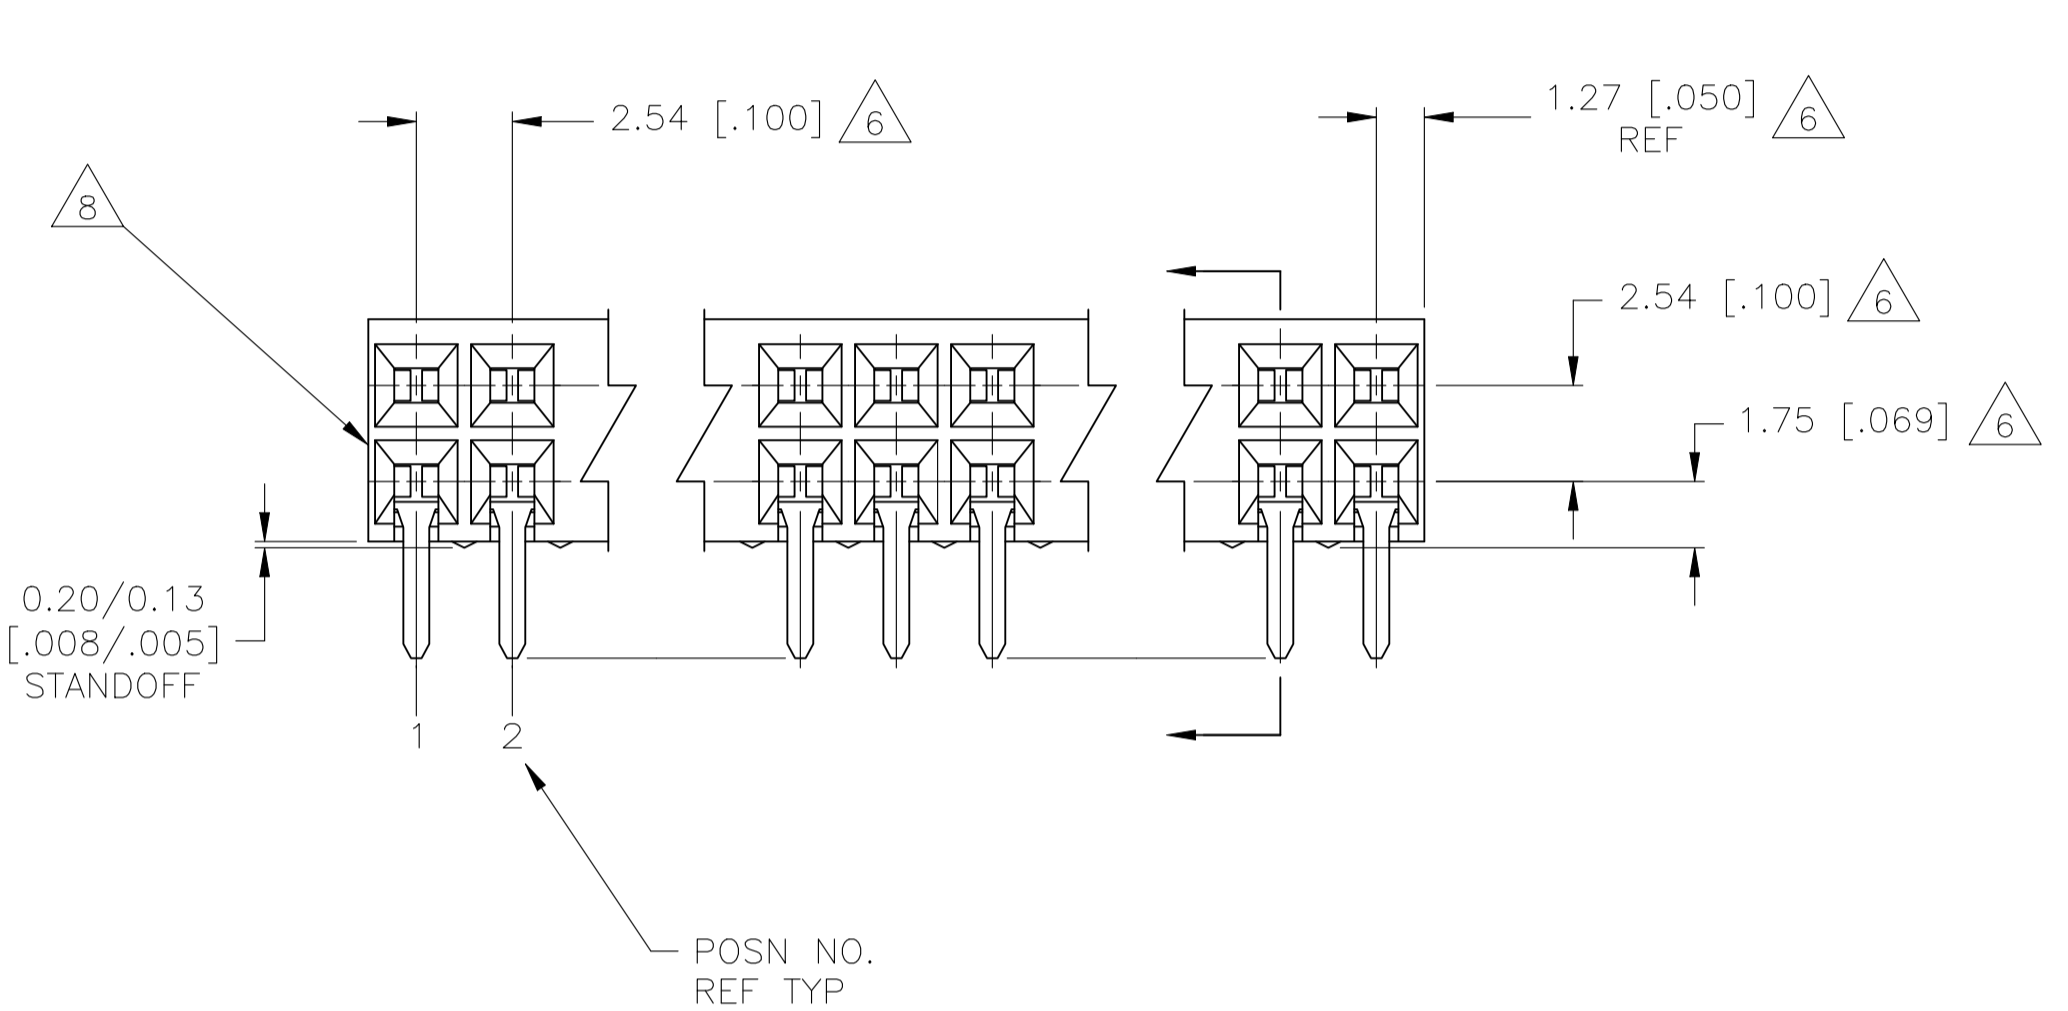 2.54 [.100] 6
1.27 [.050] 6
REF
8
2.54 [.100] 6
1.75 [.069] 6
0.20/0.13
[.008/.005]
STANDOFF
1 2
POSN NO.
REF TYP